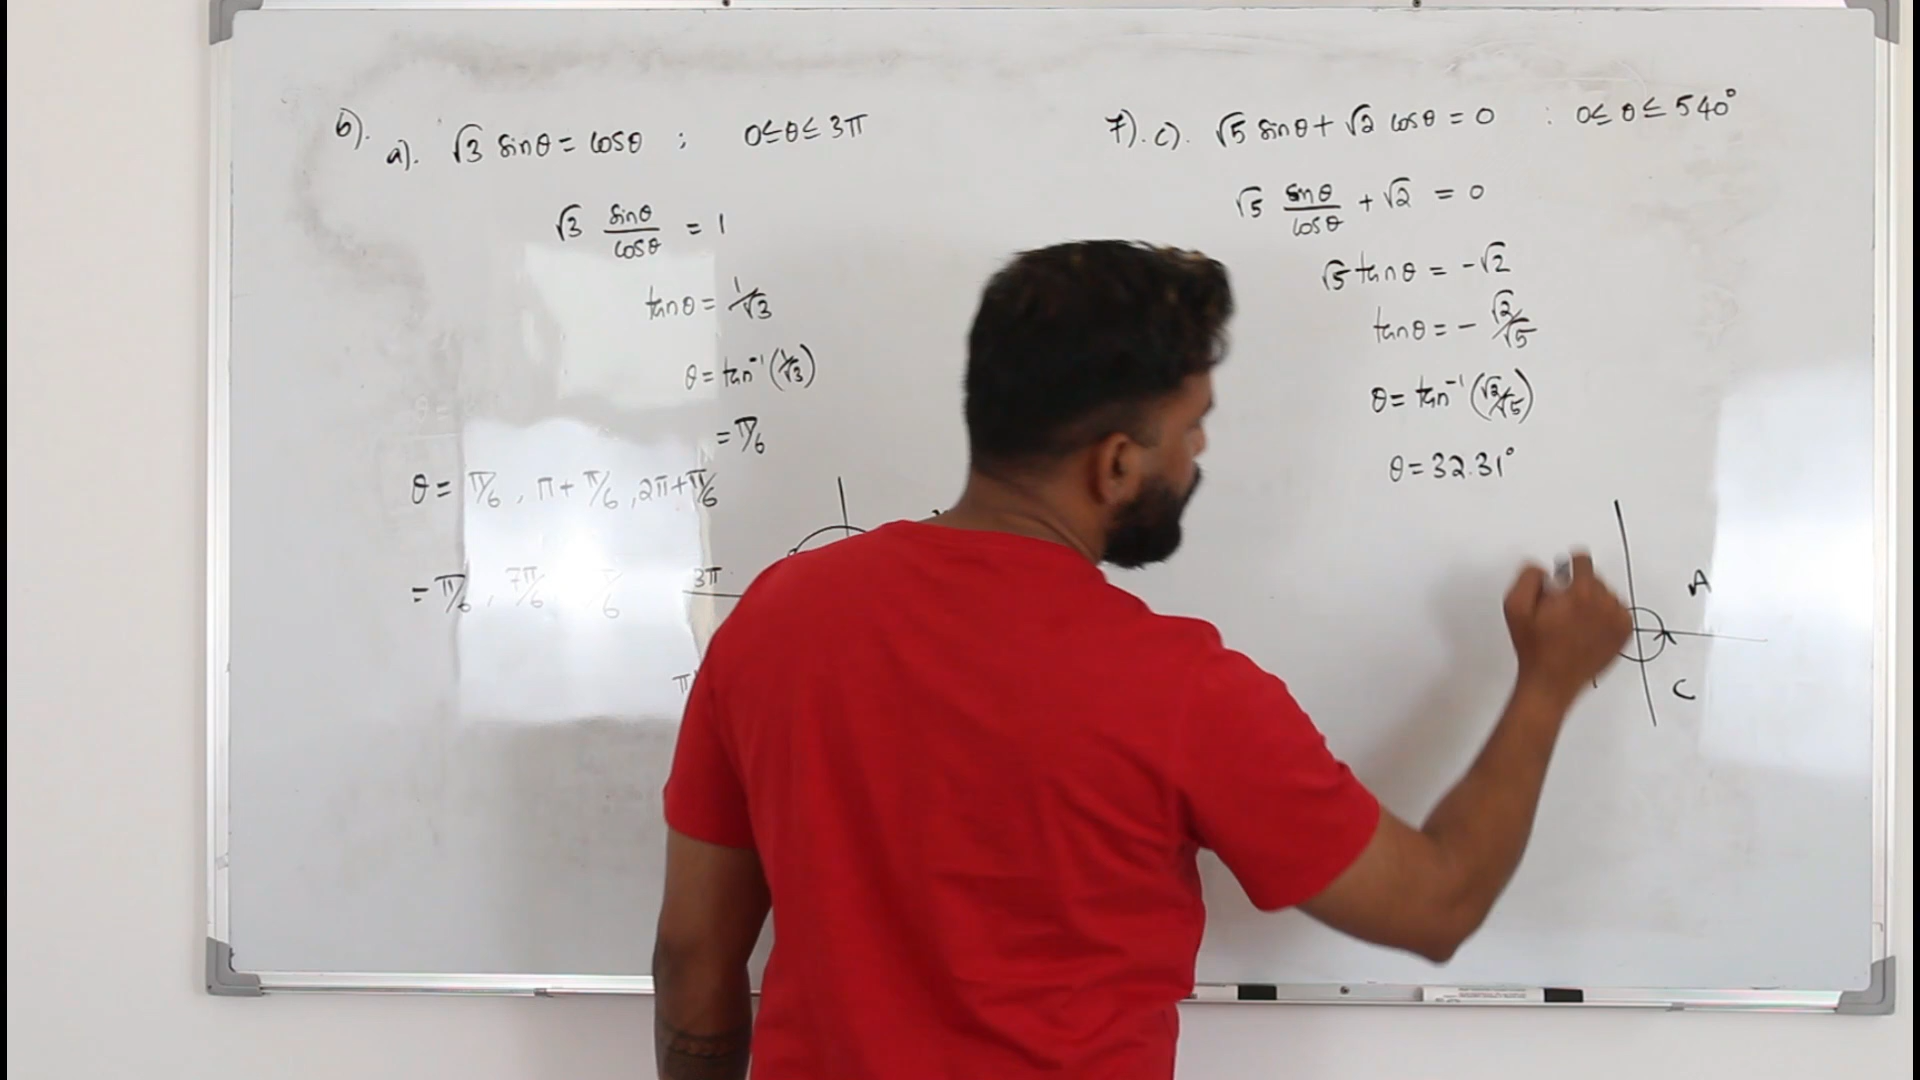 6).
a). √3 sinθ = cosθ ; 0≤θ≤ 3π
√3 sinθ/cosθ = 1
tanθ = 1/√3
θ = tan⁻¹(1/√3)
= π/6
θ = π/6 , π + π/6 , 2π + π/6
= π/6 , 7π/6
3π
π
7). c). √5 sinθ + √2 cosθ = 0 : 0≤ θ ≤ 540°
√5 sinθ/cosθ + √2 = 0
√5 tanθ = -√2
tanθ = - √2/√5
θ = tan⁻¹(√2/√5)
θ = 32.31°
A
C